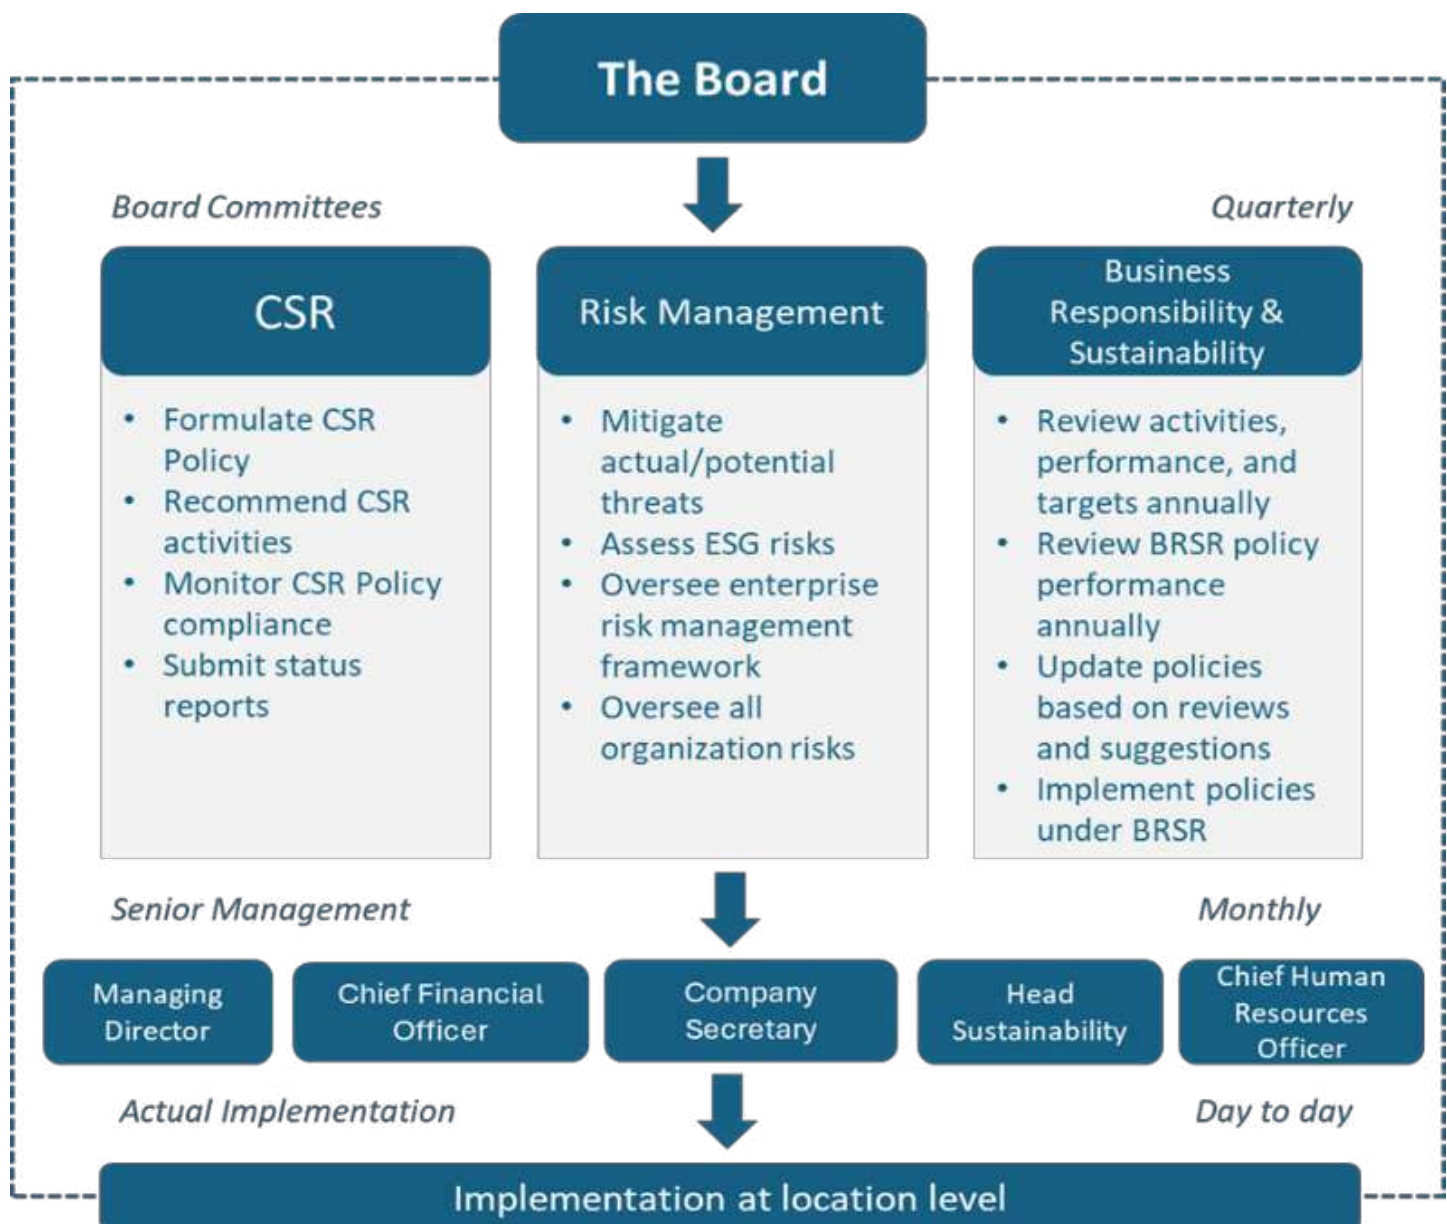 The Board
Board Committees
Quarterly
CSR
• Formulate CSR
Policy
• Recommend CSR
activities
• Monitor CSR Policy
compliance
• Submit status
reports
Risk Management
• Mitigate
actual/potential
threats
• Assess ESG risks
• Oversee enterprise
risk management
framework
• Oversee all
organization risks
Business
Responsibility &
Sustainability
• Review activities,
performance, and
targets annually
• Review BRSR policy
performance
annually
• Update policies
based on reviews
and suggestions
• Implement policies
under BRSR
Senior Management
Monthly
Managing
Director
Chief Financial
Officer
Company
Secretary
Head
Sustainability
Chief Human
Resources
Officer
Actual Implementation
Day to day
Implementation at location level